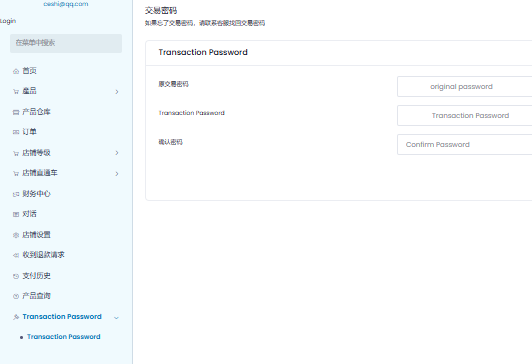 ceshi@qq.com
Login
在菜单中搜索
首页
產品
产品仓库
订单
店铺等级
店铺直通车
财务中心
对话
店铺设置
收到退款请求
支付历史
产品查询
Transaction Password
Transaction Password
交易密码
如果忘了交易密码，请联系客服找回交易密码
Transaction Password
原交易密码
original password
Transaction Password
Transaction Password
确认密码
Confirm Password